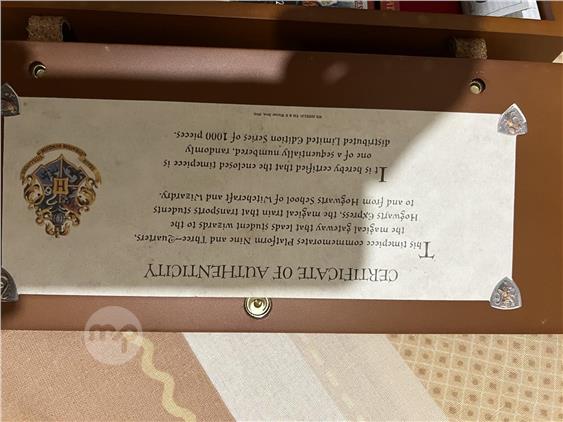 CERTIFICATE OF AUTHENTICITY
This timepiece commemorates Platform Nine and Three-Quarters,
the magical gateway that leads student wizards to the
Hogwarts Express, the magical train that transports students
to and from Hogwarts School of Witchcraft and Wizardry.
It is hereby certified that the enclosed timepiece is
one of a sequentially numbered, randomly
distributed Limited Edition Series of 1000 pieces.